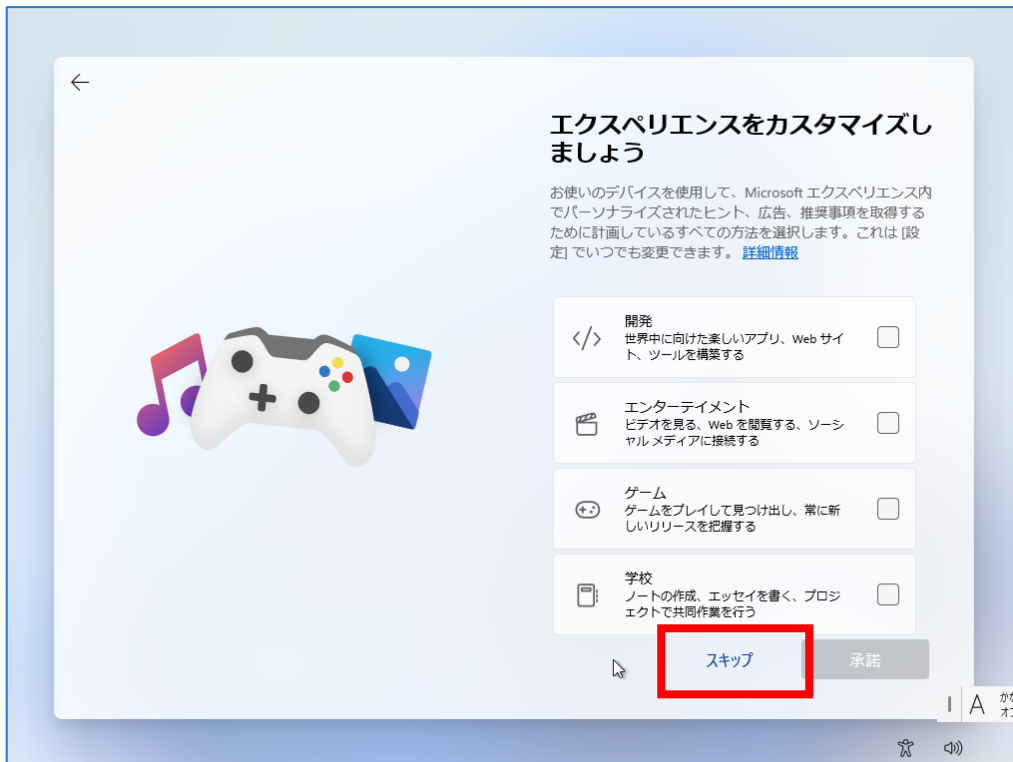 エクスペリエンスをカスタマイズし
ましょう
お使いのデバイスを使用して、Microsoft エクスペリエンス内
でパーソナライズされたヒント、広告、推奨事項を取得する
ために計画しているすべての方法を選択します。これは [設
定] でいつでも変更できます。 詳細情報
開発
世界中に向けた楽しいアプリ、Web サイ
ト、ツールを構築する
エンターテイメント
ビデオを見る、Web を閲覧する、ソーシ
ャル メディアに接続する
ゲーム
ゲームをプレイして見つけ出し、常に新
しいリリースを把握する
学校
ノートの作成、エッセイを書く、プロジ
ェクトで共同作業を行う
スキップ
承諾
A